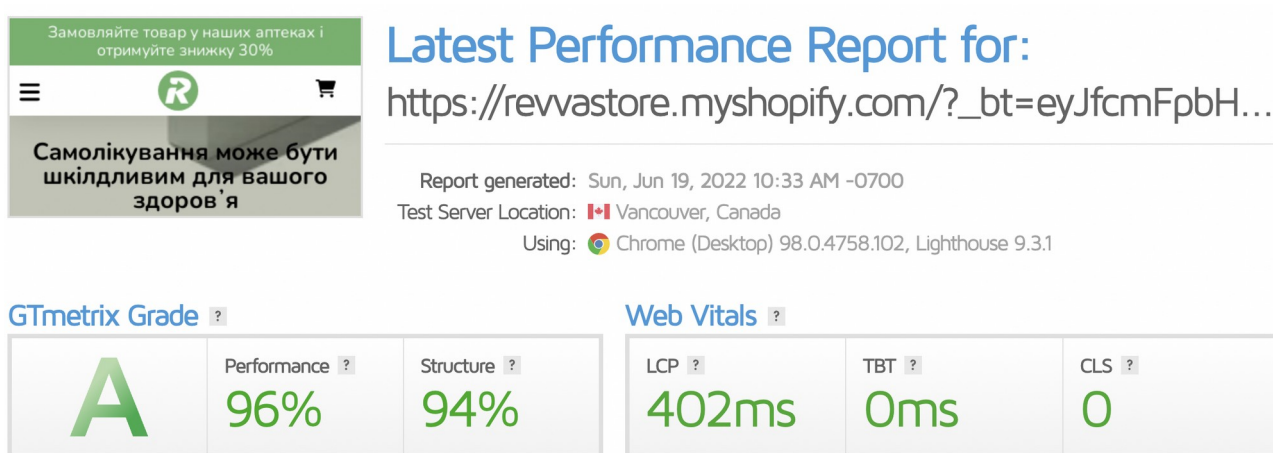 Замовляйте товар у наших аптеках і
отримуйте знижку 30%
R
Самолікування може бути
шкілдливим для вашого
здоров`я
Latest Performance Report for:
https://revvastore.myshopify.com/?_bt=eyJfcmFpbH...
Report generated: Sun, Jun 19, 2022 10:33 AM -0700
Test Server Location: Vancouver, Canada
Using: Chrome (Desktop) 98.0.4758.102, Lighthouse 9.3.1
GTmetrix Grade ?
Web Vitals ?
A
Performance ?
96%
Structure ?
94%
LCP ?
402ms
TBT ?
0ms
CLS ?
0